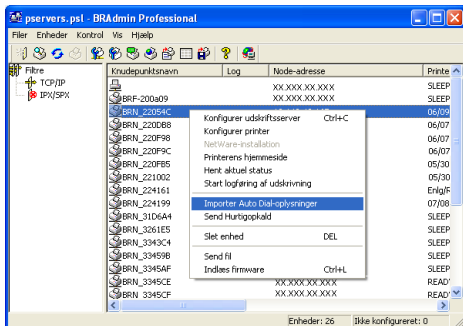 pservers.psl - BRAdmin Professional
Filer Enheder Kontrol Vis Hjælp
Filtre
TCP/IP
IPX/SPX
Knudepunktsnavn Log Node-adresse Printe
XX.XXX.XX.XXX SLEEP
BRF-200a09 XX.XXX.XX.XXX SLEEP
BRN_22054C 06/09
BRN_220DB8 06/07
BRN_220F98 06/07
BRN_220F9C 06/07
BRN_220FB5 05/30
BRN_221002 05/30
BRN_224161 Enlg/F
BRN_224199 07/08
BRN_31D6A4 SLEEP
BRN_3261E5 SLEEP
BRN_3343C4 SLEEP
BRN_33459B SLEEP
BRN_3345AF SLEEP
BRN_3345CE XX.XXX.XX.XXX READ
BRN_3345CF XX.XXX.XX.XXX READ
Konfigurer udskriftsserver Ctrl+C
Konfigurer printer
NetWare-installation
Printerens hjemmeside
Hent aktuel status
Start logføring af udskrivning
Importer Auto Dial-oplysninger
Send Hurtigopkald
Slet enhed DEL
Send fil
Indlæs firmware Ctrl+L
Enheder: 26 Ikke konfigureret: 0